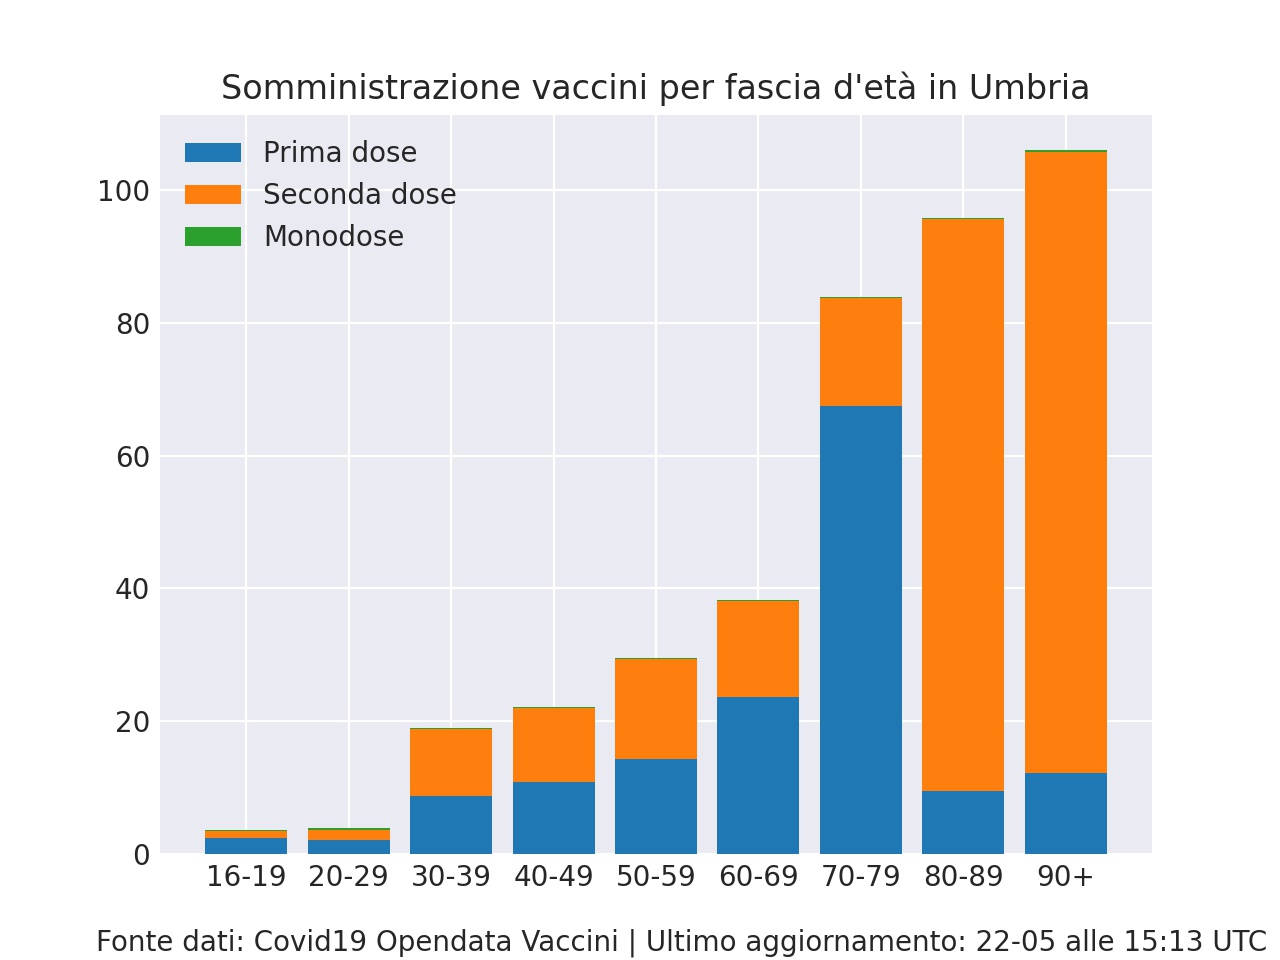 Somministrazione vaccini per fascia d'età in Umbria
Prima dose
Seconda dose
Monodose
100
80
60
40
20
0
16-19 20-29 30-39 40-49 50-59 60-69 70-79 80-89 90+
Fonte dati: Covid19 Opendata Vaccini | Ultimo aggiornamento: 22-05 alle 15:13 UTC